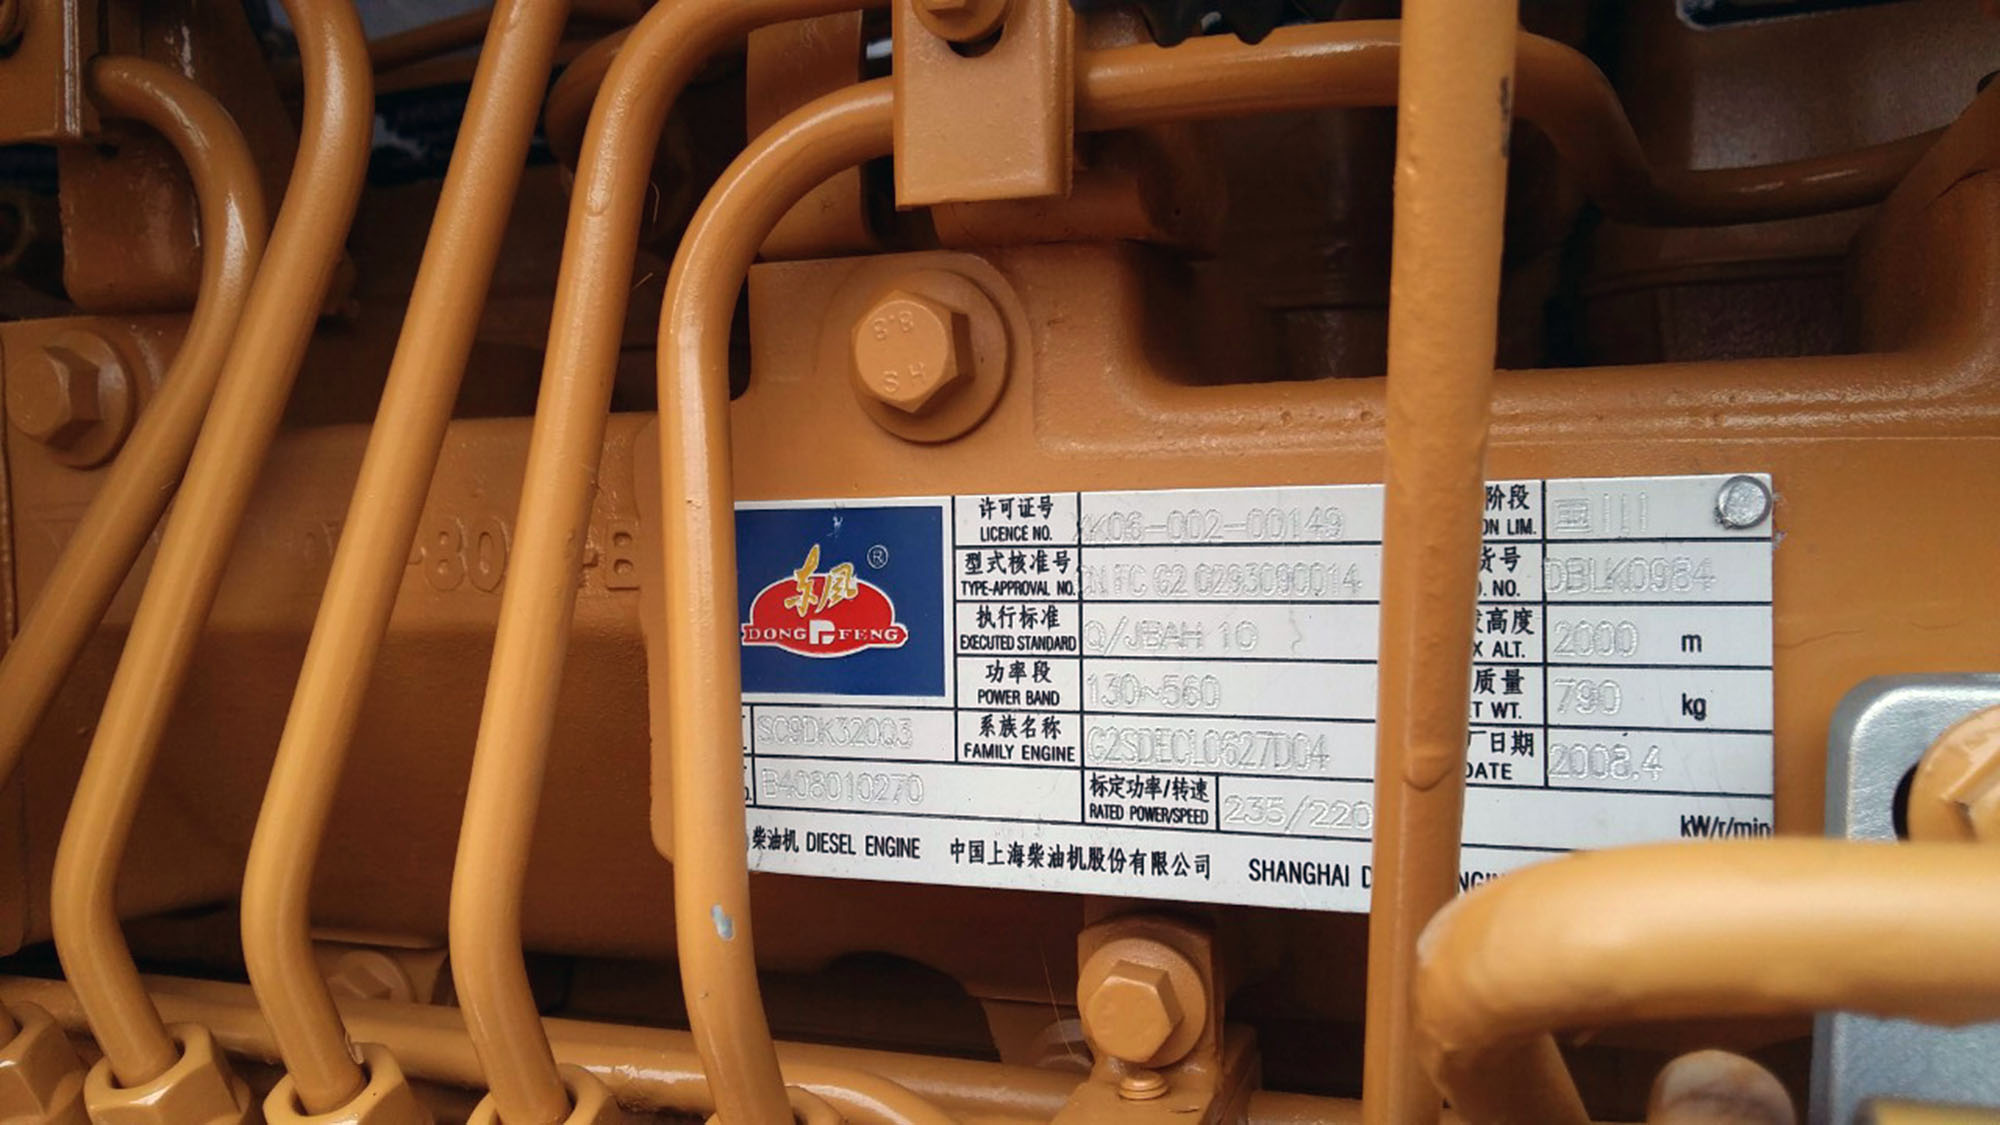 8.8
SH
许可证号 XK06-002-00149 阶段 国III
LICENCE NO. ON LIM.
型式核准号 CN FC G2 0293090014 货号 DBLK0984
TYPE-APPROVAL NO. NO.
东风 ®
DONG FENG
执行标准 Q/JBAH 10 高度 2000 m
EXECUTED STANDARD X ALT.
功率段 130~560 质量 790 kg
POWER BAND T WT.
SC9DK320Q3 系族名称 日期 2008.4
FAMILY ENGINE DATE
B408010270 标定功率/转速 235/220 kW/r/min
RATED POWER/SPEED
柴油机 DIESEL ENGINE 中国上海柴油机股份有限公司 SHANGHAI D